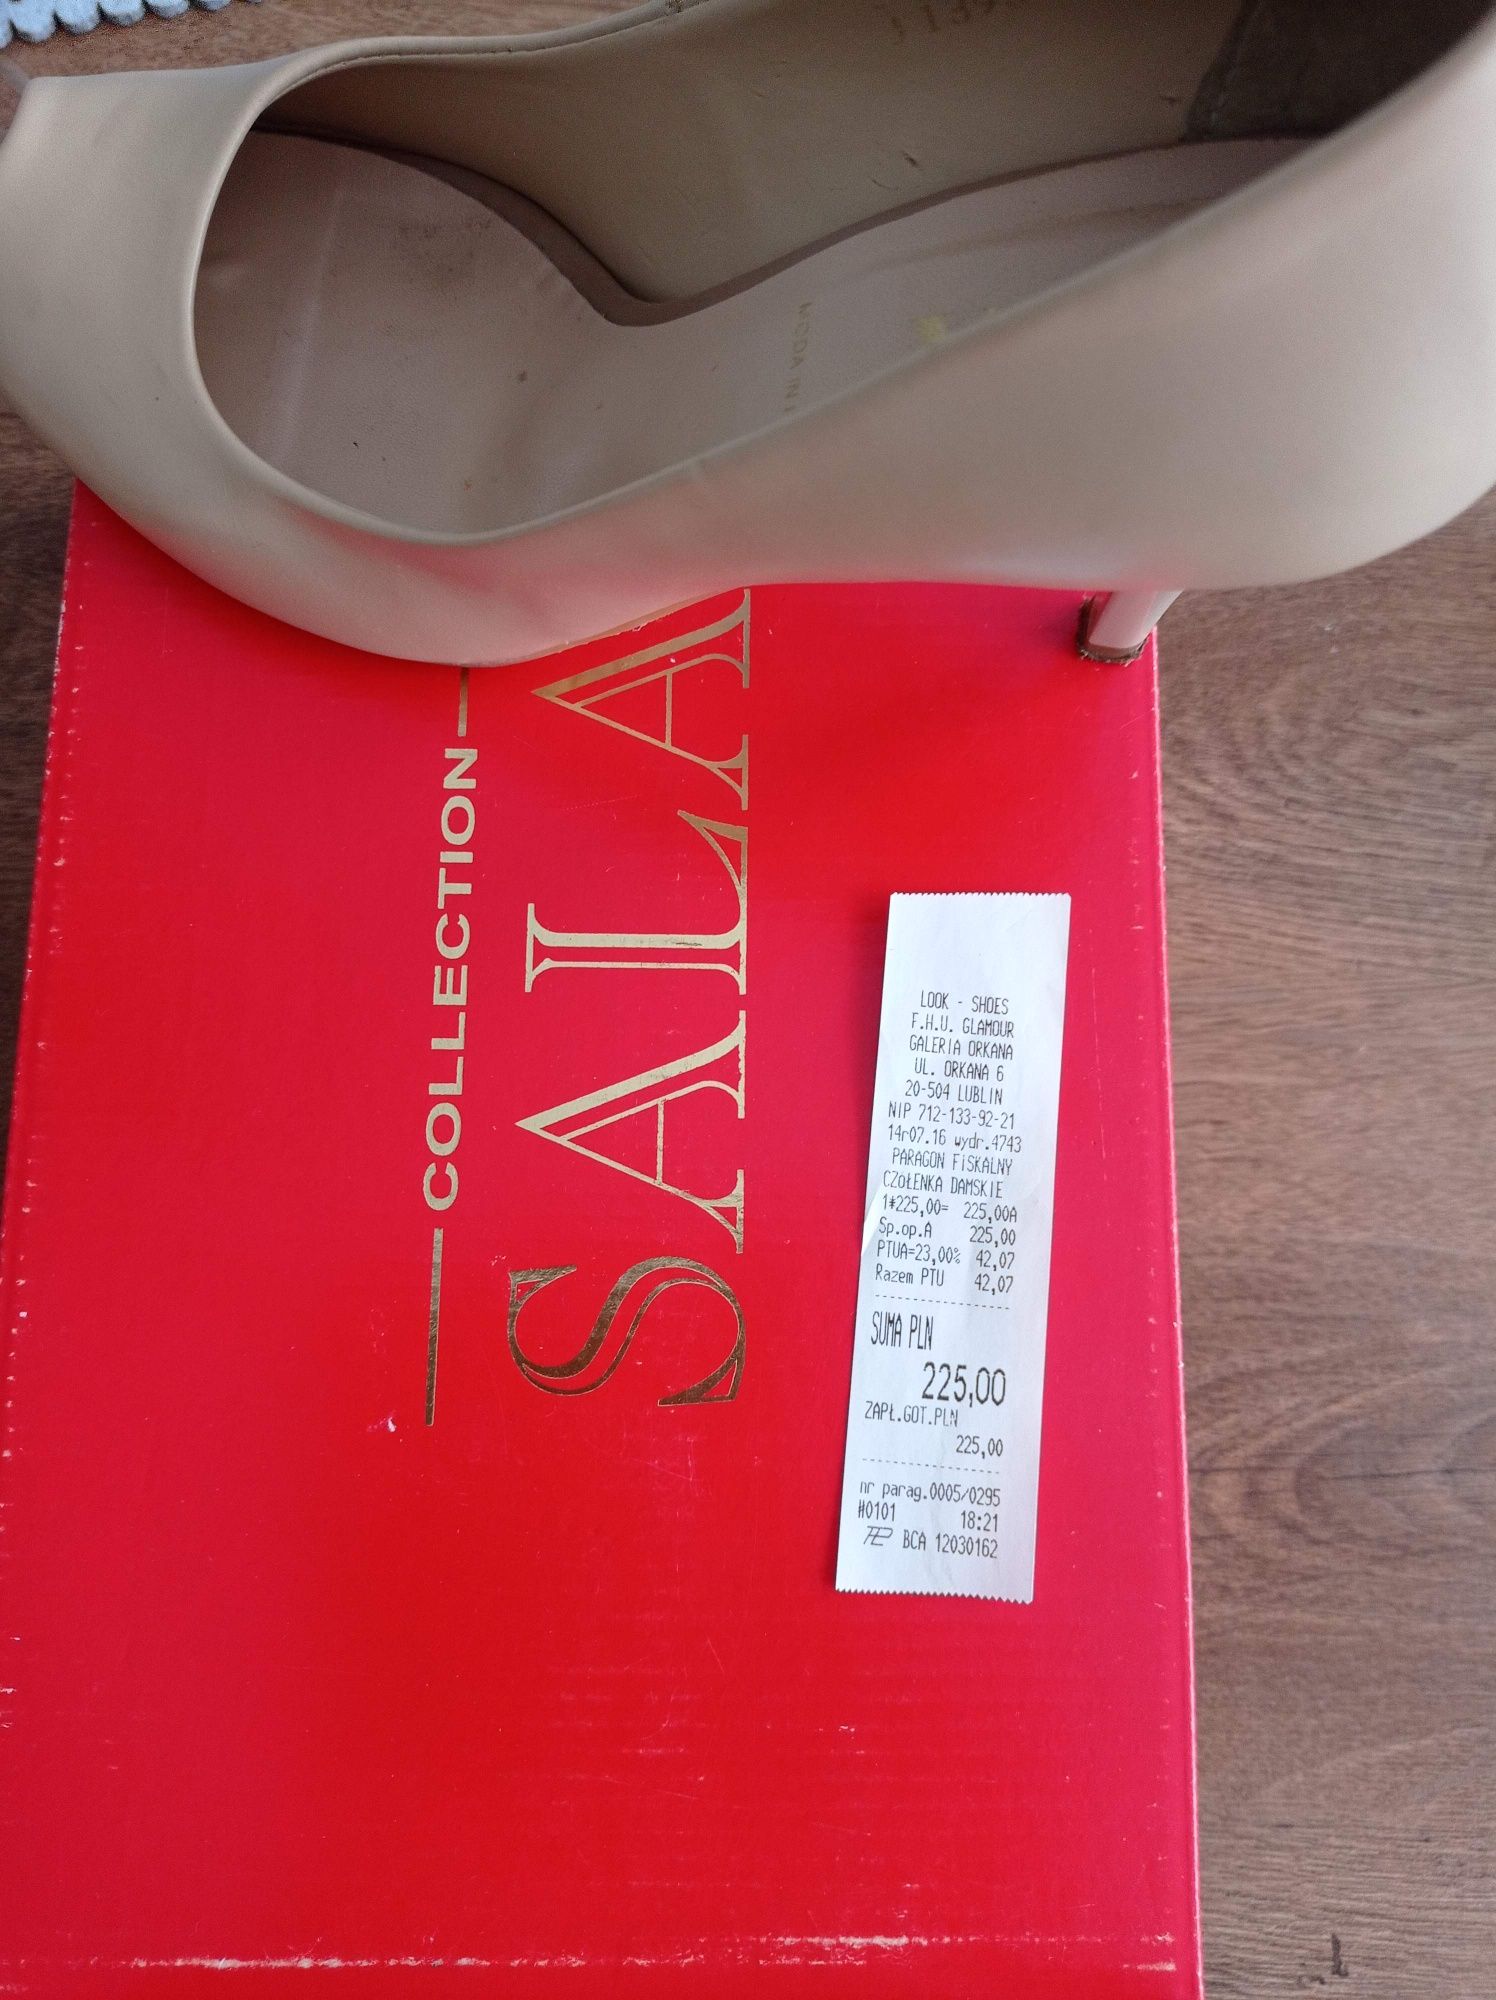 COLLECTION
SALA
LOOK - SHOES
F.H.U. GLAMOUR
GALERIA ORKANA
UL. ORKANA 6
20-504 LUBLIN
NIP 712-133-92-21
14r07.16 wydr.4743
PARAGON FISKALNY
CZOŁENKA DAMSKIE
1*225,00= 225,00A
Sp.op.A 225,00
PTUA=23,00% 42,07
Razem PTU 42,07
SUMA PLN
225,00
ZAPŁ.GOT.PLN
225,00
nr parag.0005/0295
#0101 18:21
BCA 12030162